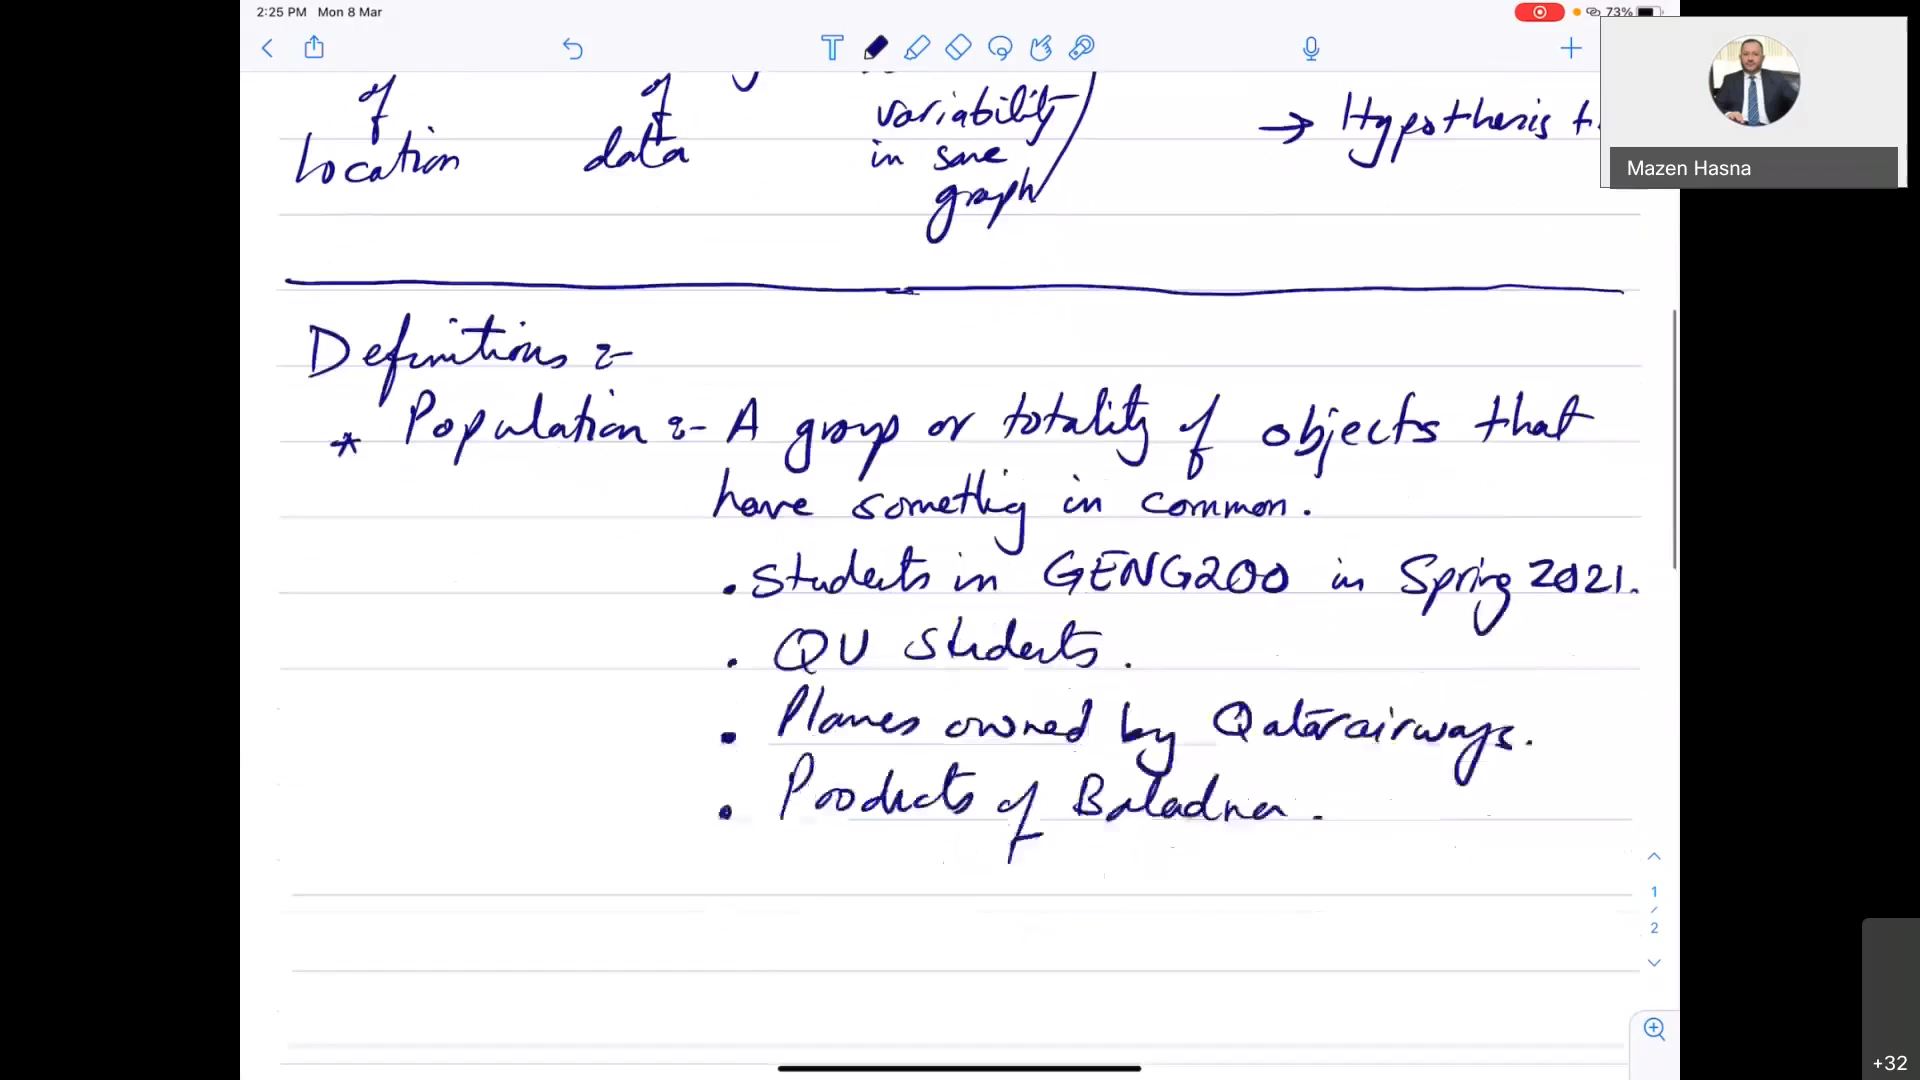 2:25 PM Mon 8 Mar
73%
of
location
of
data
variability
in same
graph
→ Hypothesis t
Mazen Hasna
Definitions :-
* Population :- A group or totality of objects that
have somethig in common.
. Students in GENG200 in Spring 2021.
. QU students.
. Planes owned by Qatarairways.
. Products of Baladna.
1
/
2
+32